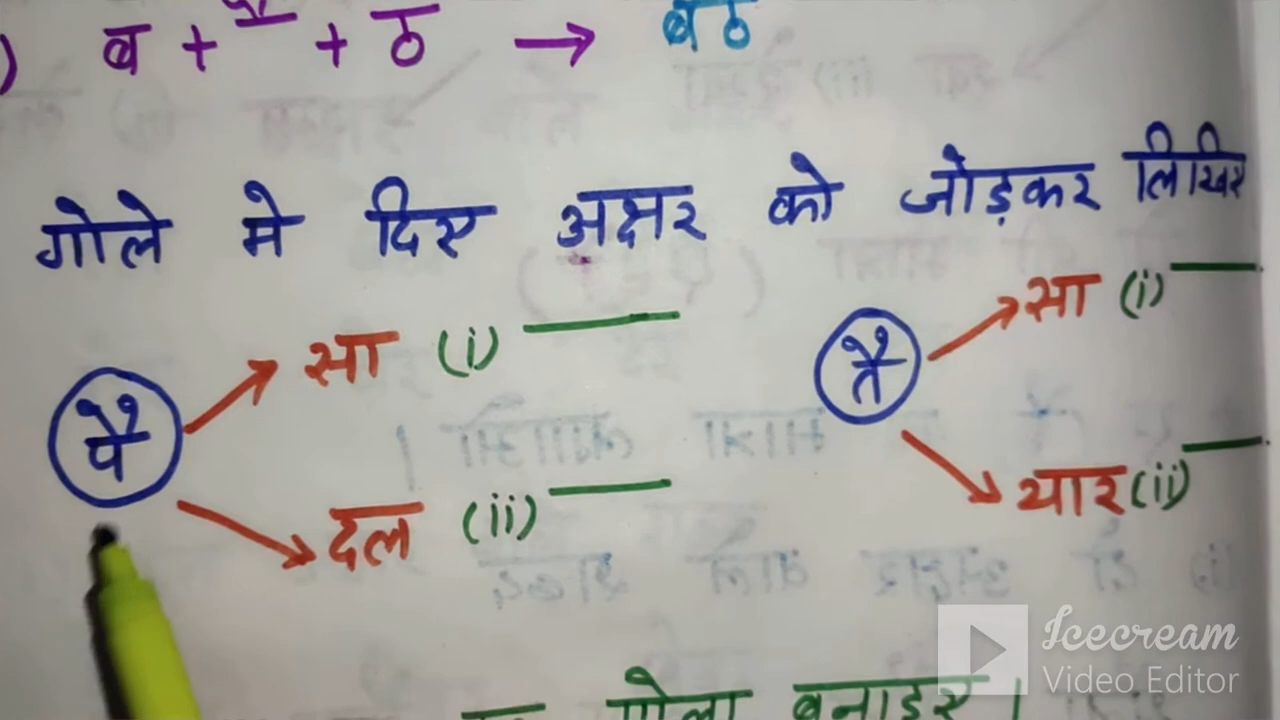 ) ब + ै + ठ → बैठ
गोले मे दिए अक्षर को जोड़कर लिखिए
पै सा (i) दल (ii)
तै सा (i) यार (ii)
गोला बनाइए ।
Icecream
Video Editor